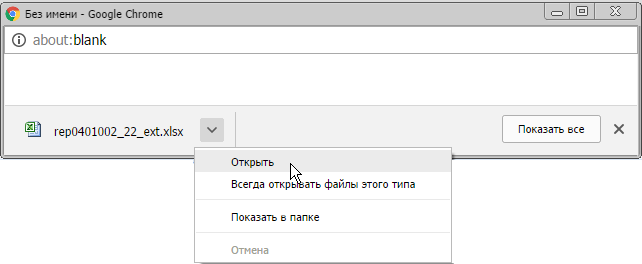 Без имени - Google Chrome
about:blank
rep0401002_22_ext.xlsx
Показать все
Открыть
Всегда открывать файлы этого типа
Показать в папке
Отмена